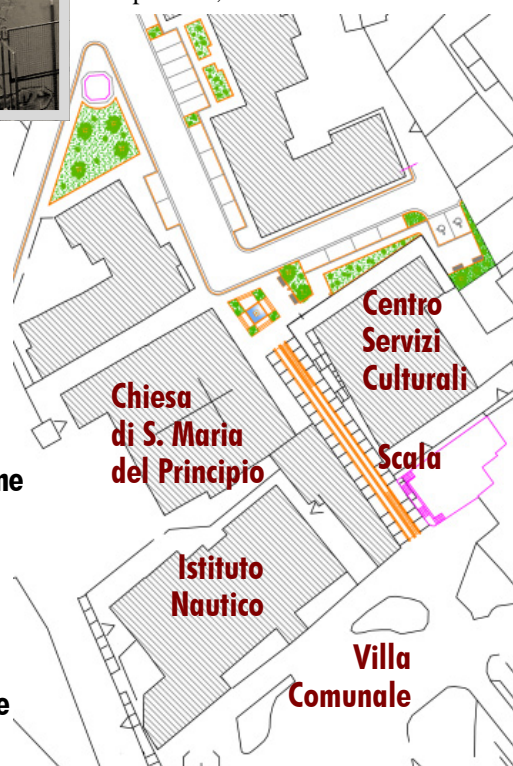 Centro
Servizi
Culturali
Chiesa
di S. Maria
del Principio
Scala
Istituto
Nautico
Villa
Comunale